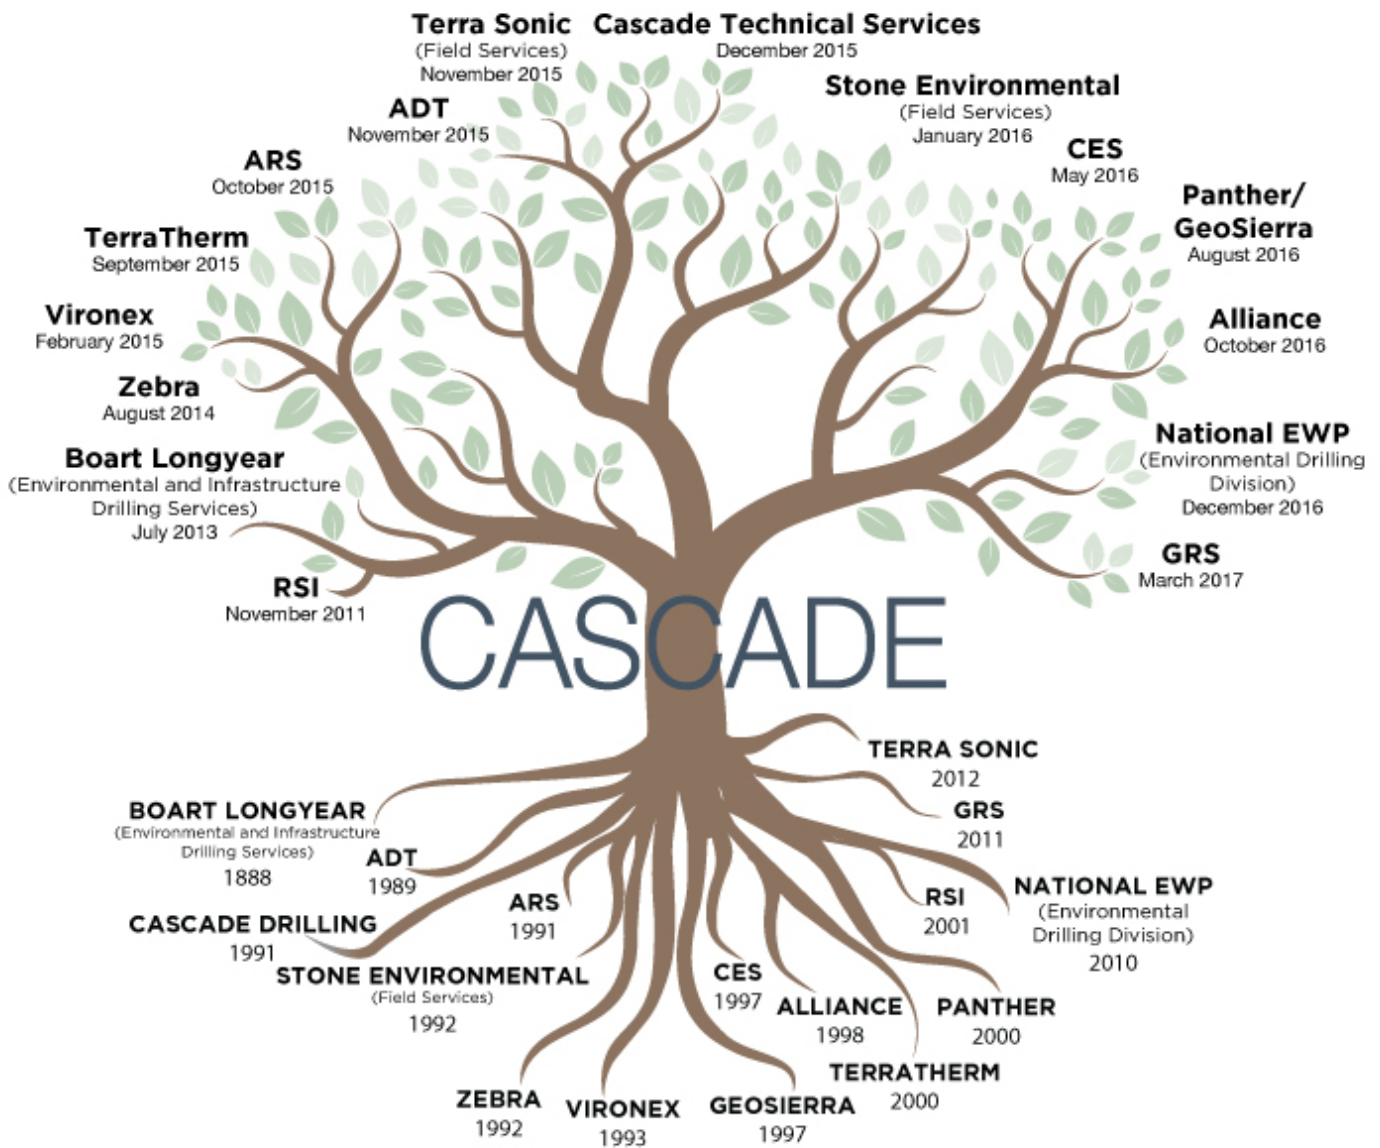 Terra Sonic
(Field Services)
November 2015
Cascade Technical Services
December 2015
Stone Environmental
(Field Services)
January 2016
ADT
November 2015
CES
May 2016
ARS
October 2015
Panther/
GeoSierra
August 2016
TerraTherm
September 2015
Vironex
February 2015
Alliance
October 2016
Zebra
August 2014
National EWP
(Environmental Drilling
Division)
December 2016
Boart Longyear
(Environmental and Infrastructure
Drilling Services)
July 2013
GRS
March 2017
RSI
November 2011
CASCADE
TERRA SONIC
2012
BOART LONGYEAR
(Environmental and Infrastructure
Drilling Services)
1888
GRS
2011
ADT
1989
NATIONAL EWP
(Environmental
Drilling Division)
2010
RSI
2001
ARS
1991
CASCADE DRILLING
1991
STONE ENVIRONMENTAL
(Field Services)
1992
CES
1997
ALLIANCE
1998
PANTHER
2000
TERRATHERM
2000
ZEBRA
1992
VIRONEX
1993
GEOSIERRA
1997